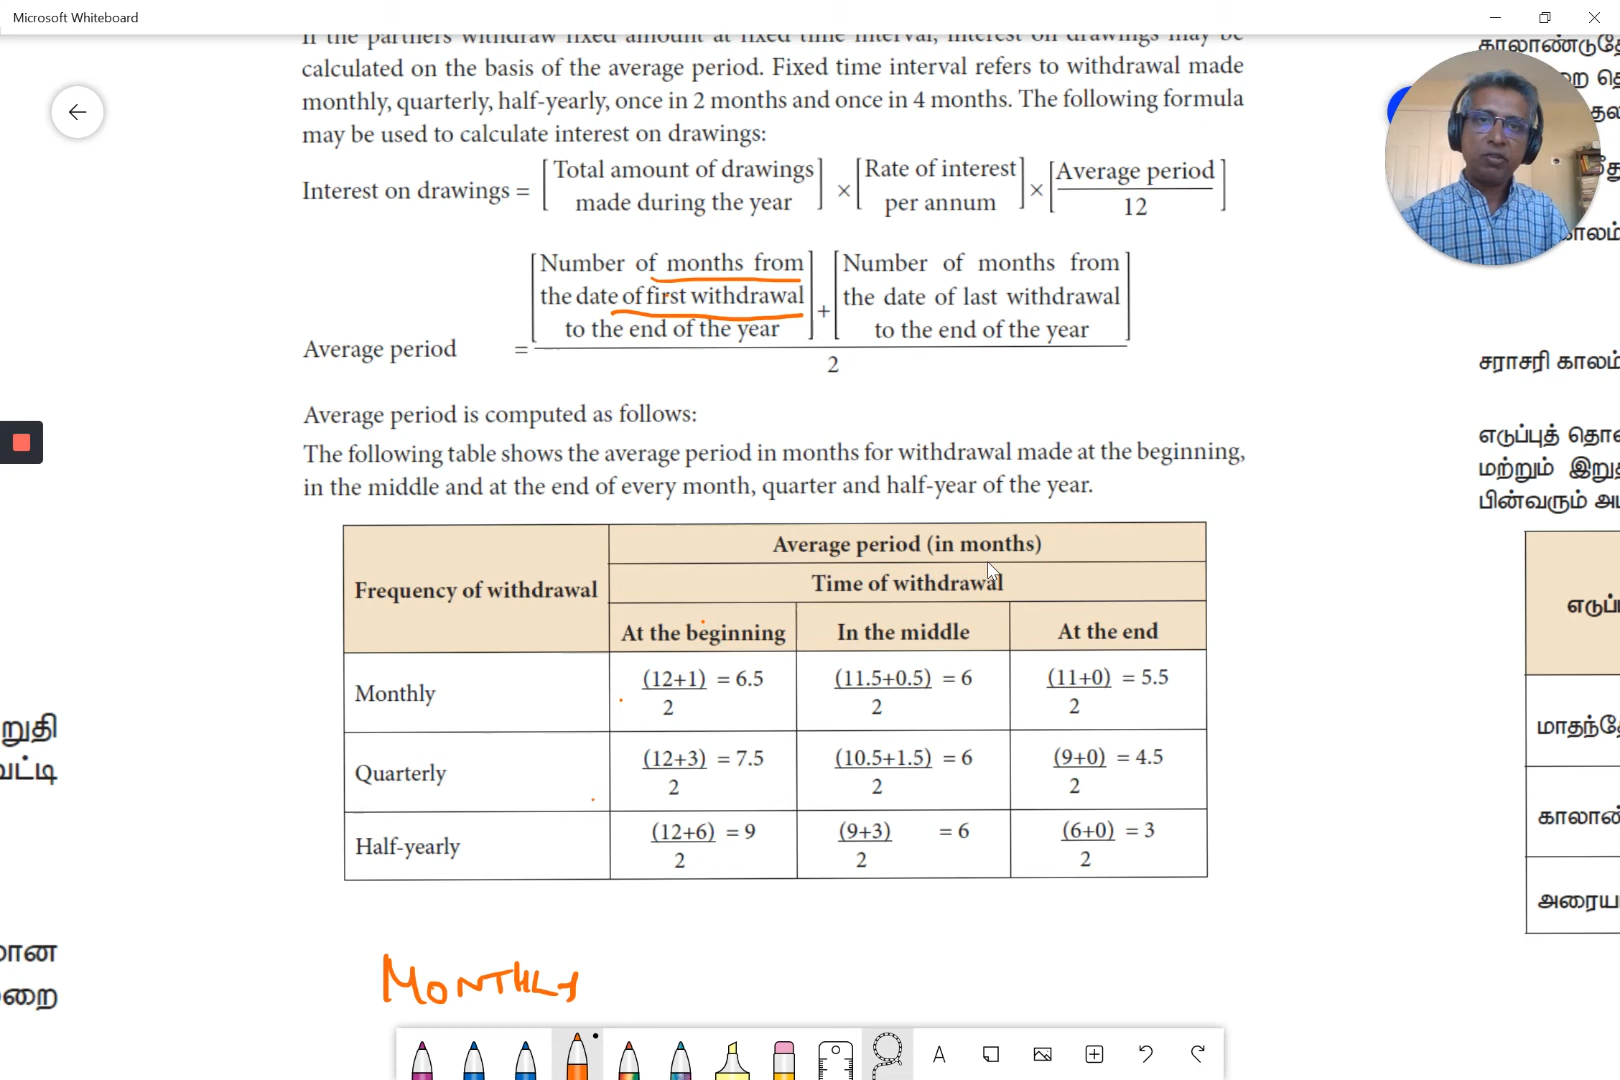 Microsoft Whiteboard
If the partners withdraw fixed amount at fixed time interval, interest on drawings may be
calculated on the basis of the average period. Fixed time interval refers to withdrawal made
monthly, quarterly, half-yearly, once in 2 months and once in 4 months. The following formula
may be used to calculate interest on drawings:
Interest on drawings = [Total amount of drawings made during the year] × [Rate of interest per annum] × [Average period / 12]
Average period = [Number of months from the date of first withdrawal to the end of the year] + [Number of months from the date of last withdrawal to the end of the year] / 2
Average period is computed as follows:
The following table shows the average period in months for withdrawal made at the beginning,
in the middle and at the end of every month, quarter and half-year of the year.
Frequency of withdrawal
Average period (in months)
Time of withdrawal
At the beginning In the middle At the end
Monthly (12+1)/2 = 6.5 (11.5+0.5)/2 = 6 (11+0)/2 = 5.5
Quarterly (12+3)/2 = 7.5 (10.5+1.5)/2 = 6 (9+0)/2 = 4.5
Half-yearly (12+6)/2 = 9 (9+3)/2 = 6 (6+0)/2 = 3
MONTHLY
சராசரி காலம்
எடுப்புத்
மற்றும்
பின்வரும்
A